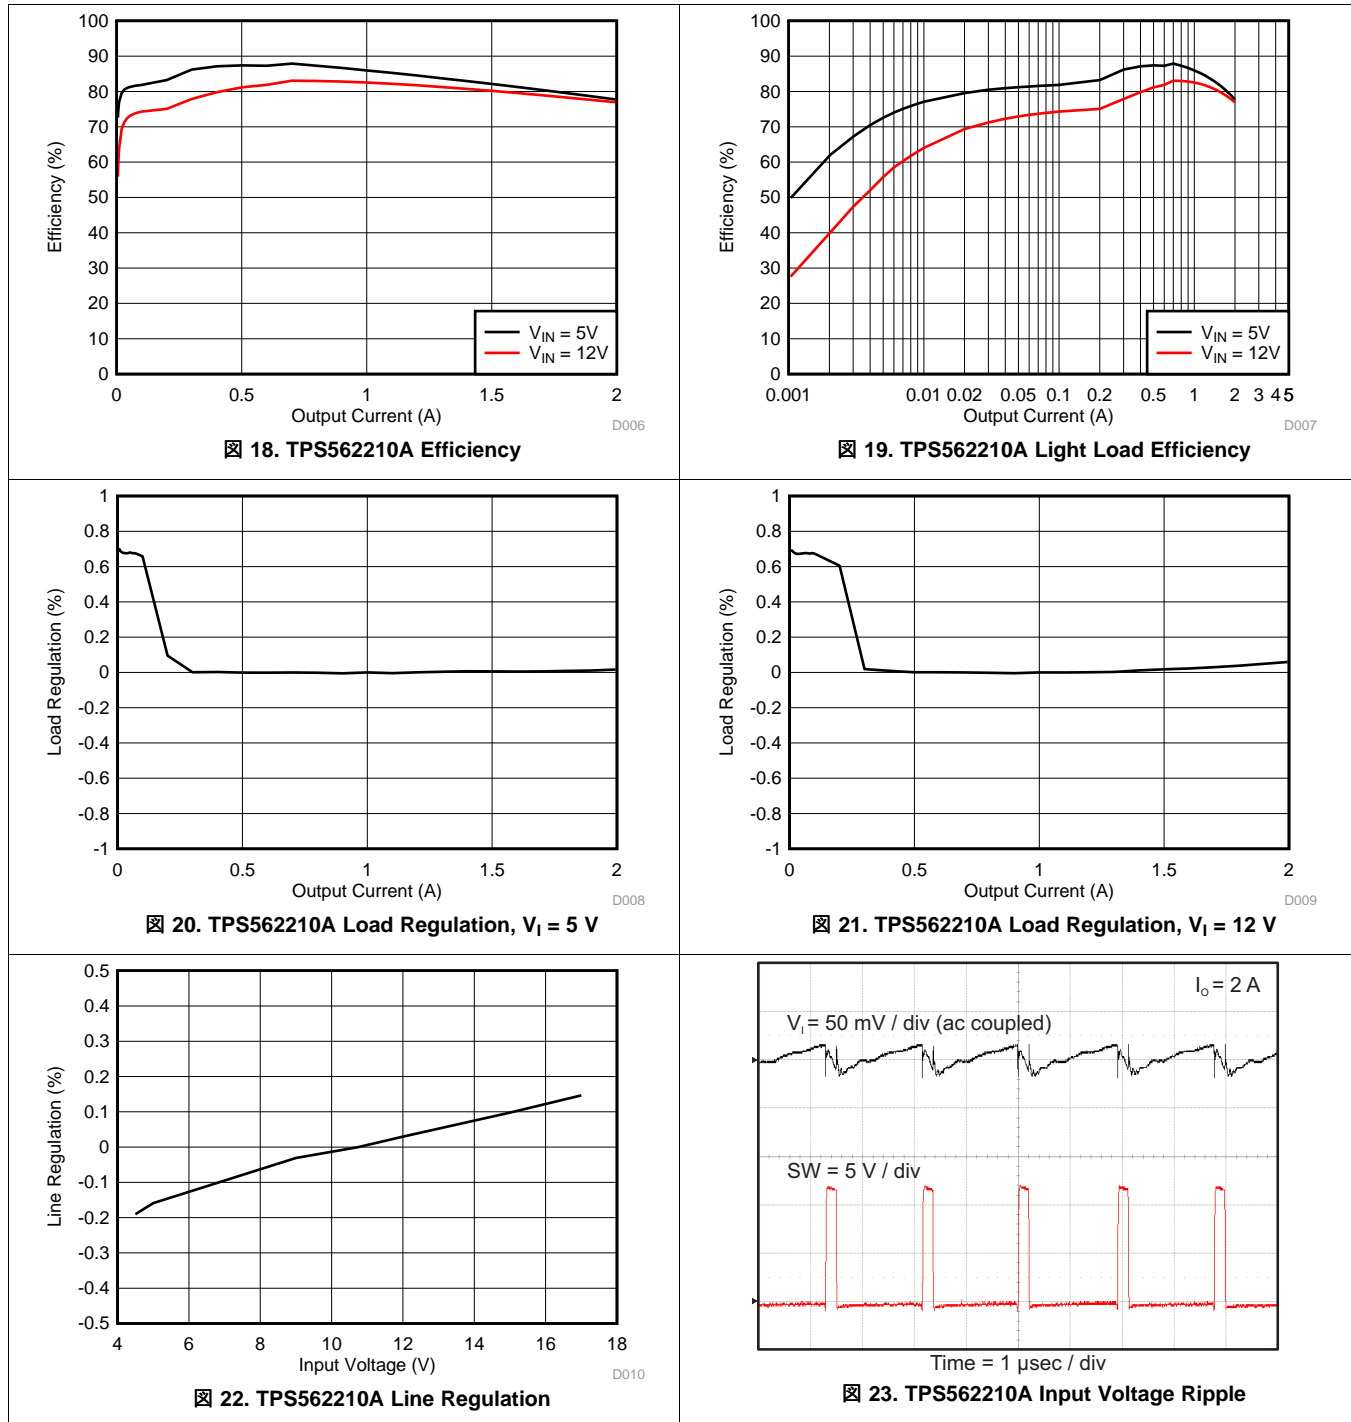 100
90
80
70
60
50
40
30
20
10
0
Efficiency (%)
V_IN = 5V
V_IN = 12V
0 0.5 1 1.5 2
Output Current (A)
D006
図 18. TPS562210A Efficiency
100
90
80
70
60
50
40
30
20
10
0
Efficiency (%)
V_IN = 5V
V_IN = 12V
0.001 0.01 0.02 0.05 0.1 0.2 0.5 1 2 3 4 5
Output Current (A)
D007
図 19. TPS562210A Light Load Efficiency
1
0.8
0.6
0.4
0.2
0
-0.2
-0.4
-0.6
-0.8
-1
Load Regulation (%)
0 0.5 1 1.5 2
Output Current (A)
D008
図 20. TPS562210A Load Regulation, V_I = 5 V
1
0.8
0.6
0.4
0.2
0
-0.2
-0.4
-0.6
-0.8
-1
Load Regulation (%)
0 0.5 1 1.5 2
Output Current (A)
D009
図 21. TPS562210A Load Regulation, V_I = 12 V
0.5
0.4
0.3
0.2
0.1
0
-0.1
-0.2
-0.3
-0.4
-0.5
Line Regulation (%)
4 6 8 10 12 14 16 18
Input Voltage (V)
D010
図 22. TPS562210A Line Regulation
I_O = 2 A
V_I = 50 mV / div (ac coupled)
SW = 5 V / div
Time = 1 µsec / div
図 23. TPS562210A Input Voltage Ripple